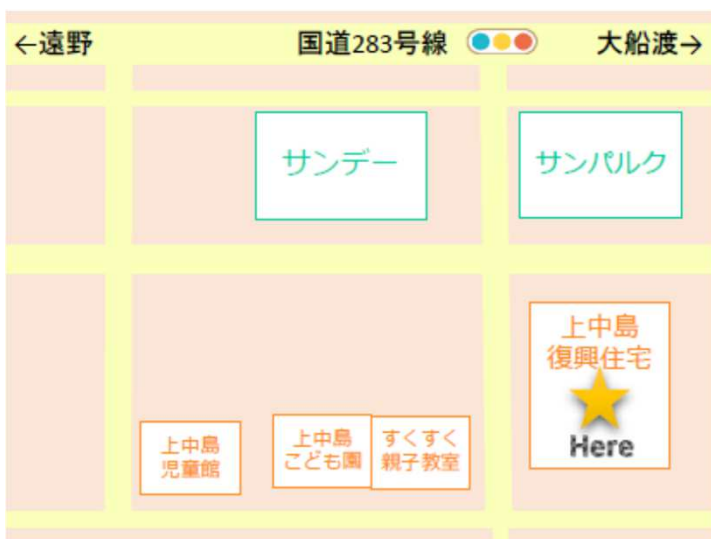 ←遠野
国道283号線
大船渡→
サンデー
サンパルク
上中島
復興住宅
Here
上中島
児童館
上中島
こども園
すくすく
親子教室